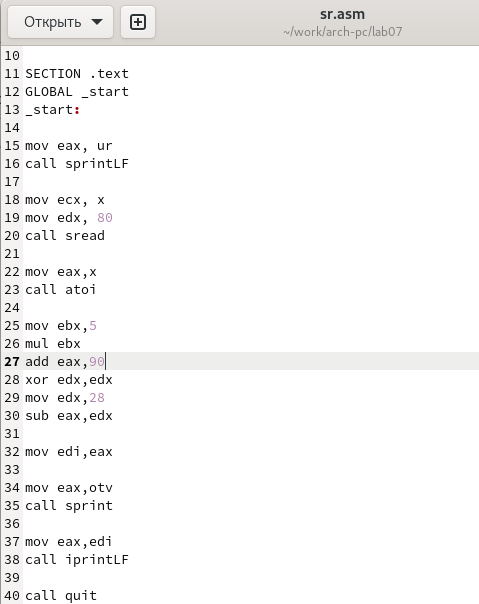 Открыть
sr.asm
~/work/arch-pc/lab07
10
11 SECTION .text
12 GLOBAL _start
13 _start:
14
15 mov eax, ur
16 call sprintLF
17
18 mov ecx, x
19 mov edx, 80
20 call sread
21
22 mov eax,x
23 call atoi
24
25 mov ebx,5
26 mul ebx
27 add eax,90
28 xor edx,edx
29 mov edx,28
30 sub eax,edx
31
32 mov edi,eax
33
34 mov eax,otv
35 call sprint
36
37 mov eax,edi
38 call iprintLF
39
40 call quit